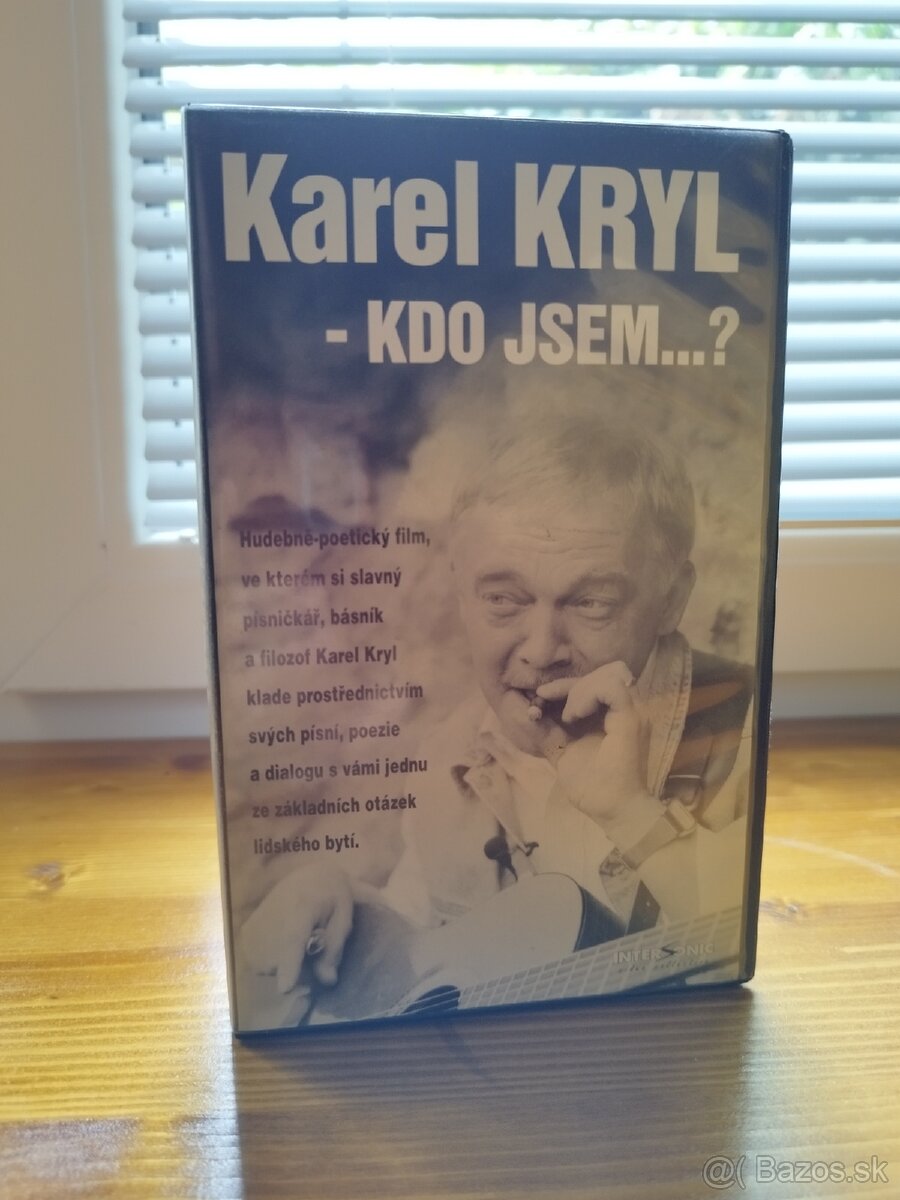 Karel KRYL
- KDO JSEM...?
Hudebně-poetický film,
ve kterém si slavný
písničkář, básník
a filozof Karel Kryl
klade prostřednictvím
svých písní, poezie
a dialogu s vámi jednu
ze základních otázek
lidského bytí.
INTERSONIC
@( Bazos.sk